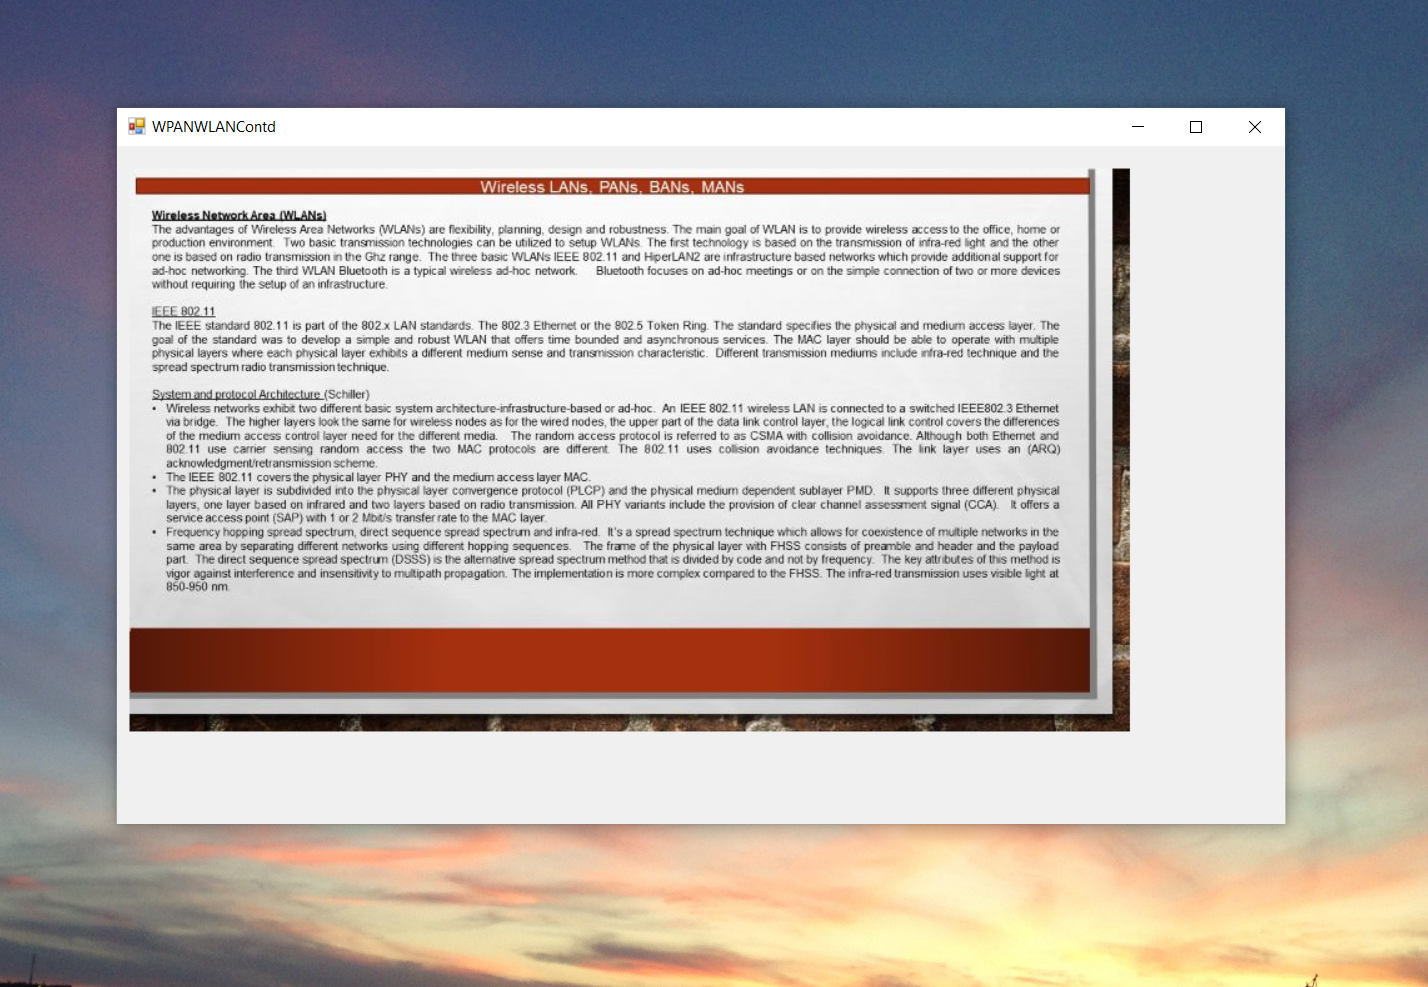 WPANWLANContd
Wireless LANs, PANs, BANs, MANs
Wireless Network Area (WLANs)
The advantages of Wireless Area Networks (WLANs) are flexibility, planning, design and robustness. The main goal of WLAN is to provide wireless access to the office, home or
production environment. Two basic transmission technologies can be utilized to setup WLANs. The first technology is based on the transmission of infra-red light and the other
one is based on radio transmission in the Ghz range. The three basic WLANs IEEE 802.11 and HiperLAN2 are infrastructure based networks which provide additional support for
ad-hoc networking. The third WLAN Bluetooth is a typical wireless ad-hoc network. Bluetooth focuses on ad-hoc meetings or on the simple connection of two or more devices
without requiring the setup of an infrastructure.
IEEE 802.11
The IEEE standard 802.11 is part of the 802.x LAN standards. The 802.3 Ethernet or the 802.5 Token Ring. The standard specifies the physical and medium access layer. The
goal of the standard was to develop a simple and robust WLAN that offers time bounded and asynchronous services. The MAC layer should be able to operate with multiple
physical layers where each physical layer exhibits a different medium sense and transmission characteristic. Different transmission mediums include infra-red technique and the
spread spectrum radio transmission technique.
System and protocol Architecture (Schiller)
• Wireless networks exhibit two different basic system architecture-infrastructure-based or ad-hoc. An IEEE 802.11 wireless LAN is connected to a switched IEEE802.3 Ethernet
via bridge. The higher layers look the same for wireless nodes as for the wired nodes, the upper part of the data link control layer, the logical link control covers the differences
of the medium access control layer need for the different media. The random access protocol is referred to as CSMA with collision avoidance. Although both Ethernet and
802.11 use carrier sensing random access the two MAC protocols are different. The 802.11 uses collision avoidance techniques. The link layer uses an (ARQ)
acknowledgment/retransmission scheme.
• The IEEE 802.11 covers the physical layer PHY and the medium access layer MAC.
• The physical layer is subdivided into the physical layer convergence protocol (PLCP) and the physical medium dependent sublayer PMD. It supports three different physical
layers, one layer based on infrared and two layers based on radio transmission. All PHY variants include the provision of clear channel assessment signal (CCA). It offers a
service access point (SAP) with 1 or 2 Mbit/s transfer rate to the MAC layer.
• Frequency hopping spread spectrum, direct sequence spread spectrum and infra-red. It's a spread spectrum technique which allows for coexistence of multiple networks in the
same area by separating different networks using different hopping sequences. The frame of the physical layer with FHSS consists of preamble and header and the payload
part. The direct sequence spread spectrum (DSSS) is the alternative spread spectrum method that is divided by code and not by frequency. The key attributes of this method is
vigor against interference and insensitivity to multipath propagation. The implementation is more complex compared to the FHSS. The infra-red transmission uses visible light at
850-950 nm.